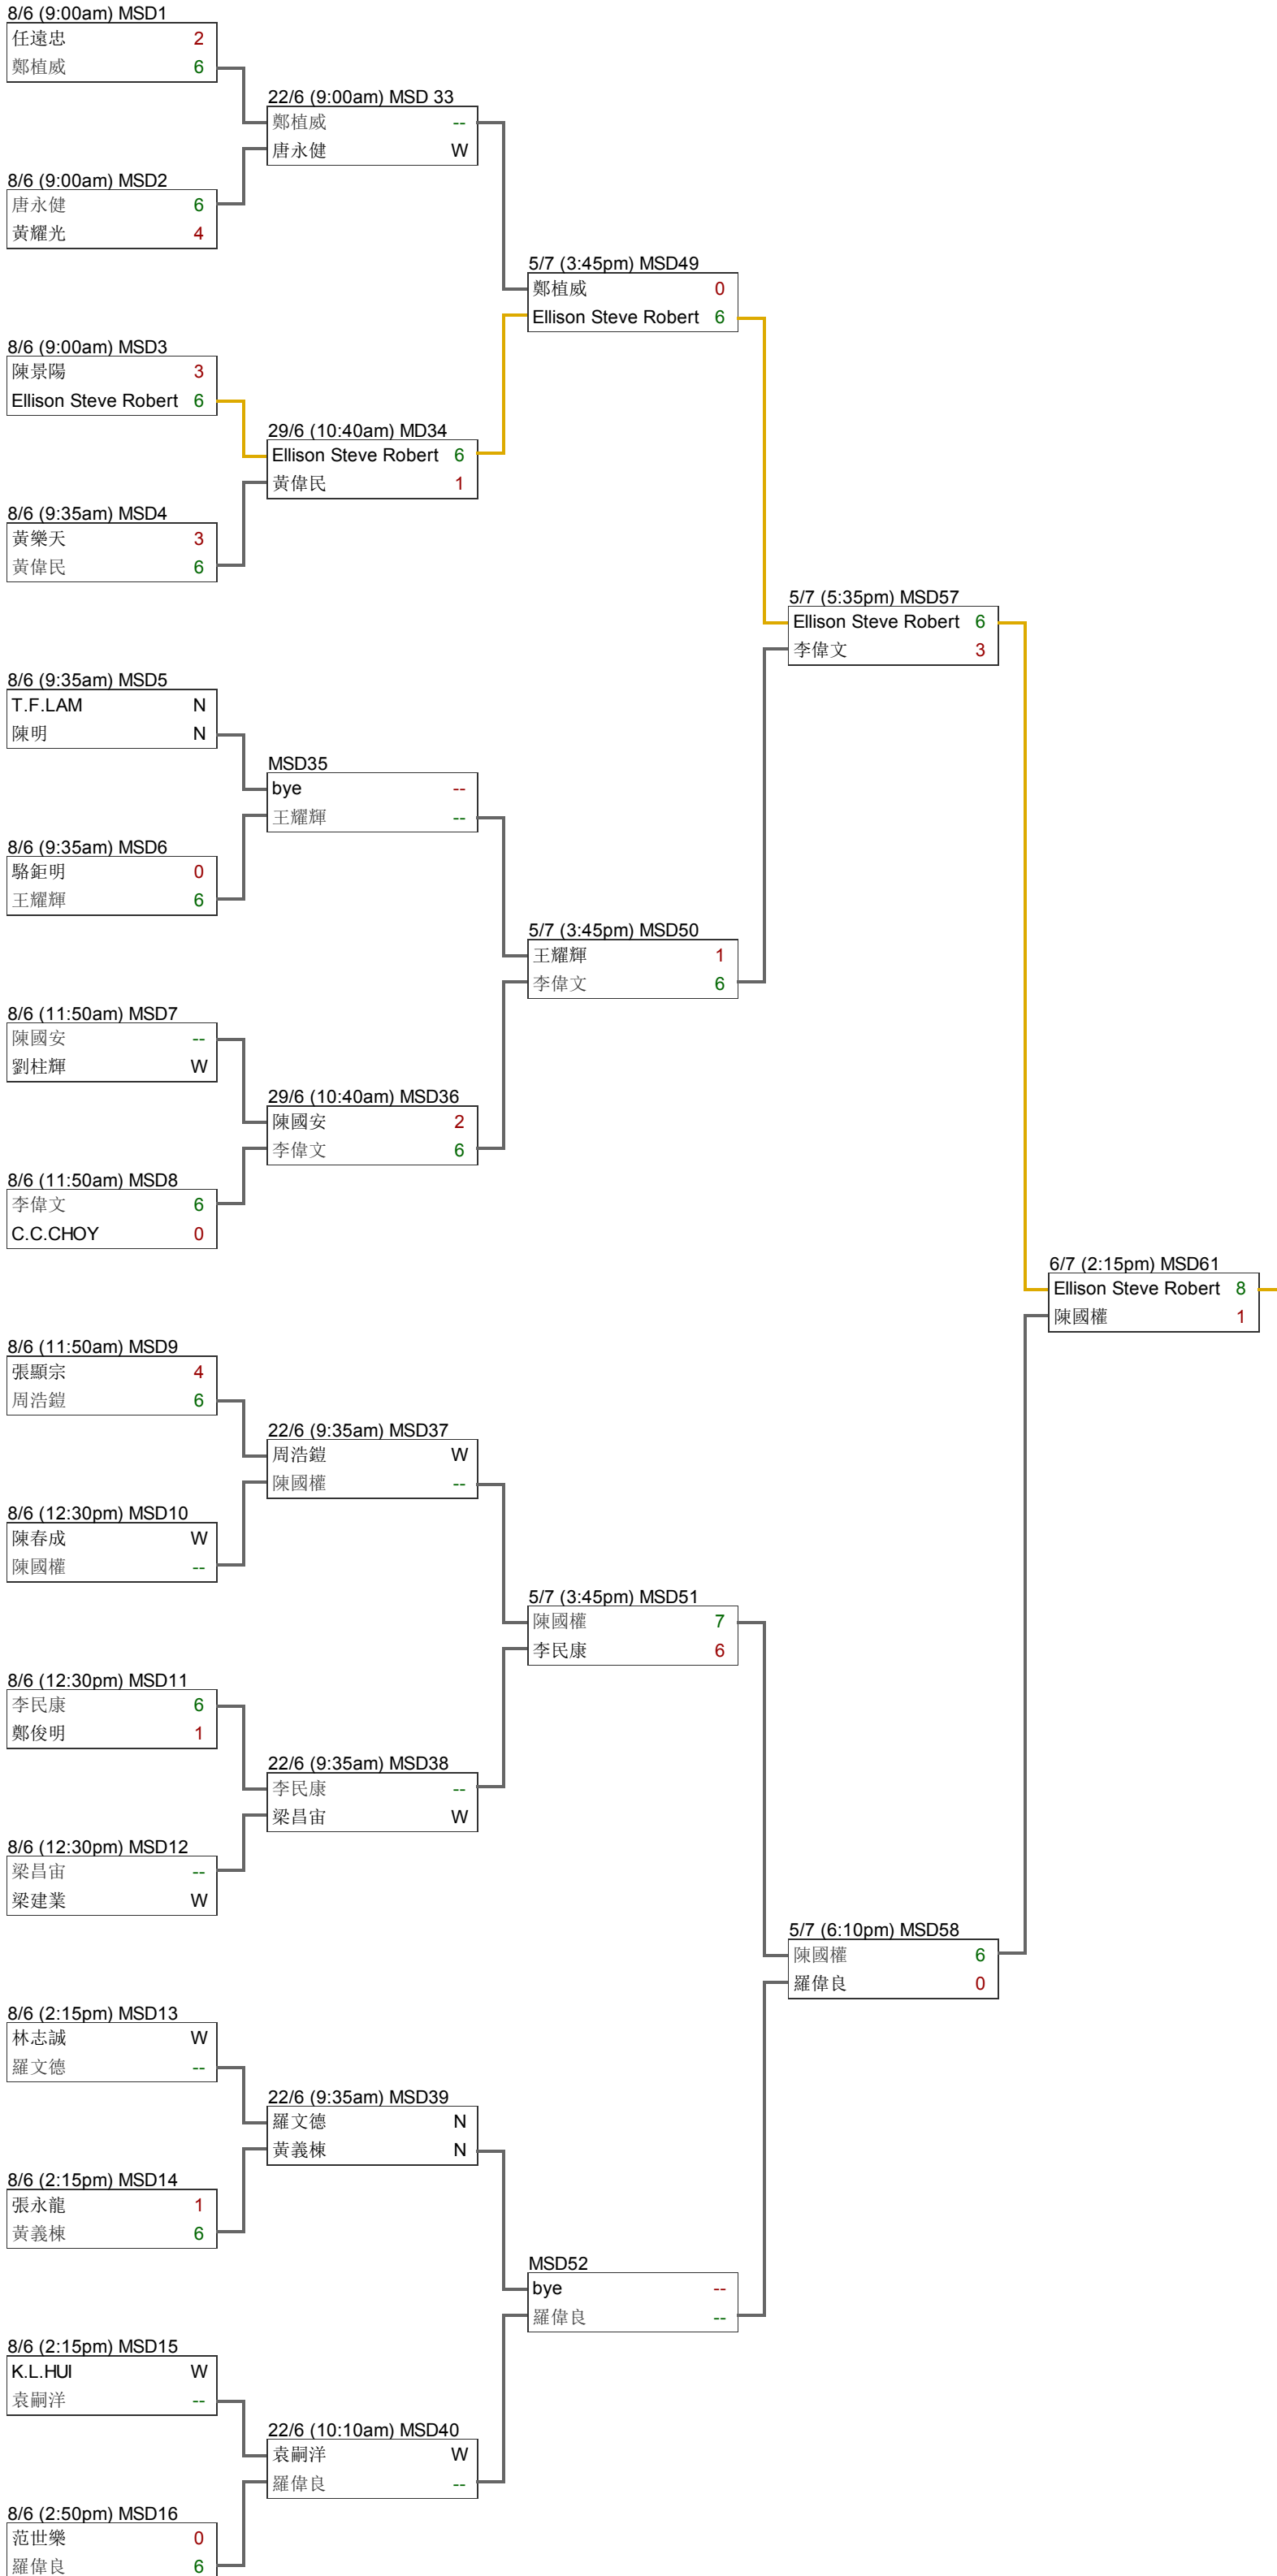 8/6 (9:00am) MSD1
任遠忠 2
鄭植威 6
22/6 (9:00am) MSD 33
鄭植威 --
唐永健 W
8/6 (9:00am) MSD2
唐永健 6
黃耀光 4
5/7 (3:45pm) MSD49
鄭植威 0
Ellison Steve Robert 6
8/6 (9:00am) MSD3
陳景陽 3
Ellison Steve Robert 6
29/6 (10:40am) MD34
Ellison Steve Robert 6
黃偉民 1
8/6 (9:35am) MSD4
黃樂天 3
黃偉民 6
5/7 (5:35pm) MSD57
Ellison Steve Robert 6
李偉文 3
8/6 (9:35am) MSD5
T.F.LAM N
陳明 N
MSD35
bye --
王耀輝 --
8/6 (9:35am) MSD6
駱鉅明 0
王耀輝 6
5/7 (3:45pm) MSD50
王耀輝 1
李偉文 6
8/6 (11:50am) MSD7
陳國安 --
劉柱輝 W
29/6 (10:40am) MSD36
陳國安 2
李偉文 6
8/6 (11:50am) MSD8
李偉文 6
C.C.CHOY 0
6/7 (2:15pm) MSD61
Ellison Steve Robert 8
陳國權 1
8/6 (11:50am) MSD9
張顯宗 4
周浩鎧 6
22/6 (9:35am) MSD37
周浩鎧 W
陳國權 --
8/6 (12:30pm) MSD10
陳春成 W
陳國權 --
5/7 (3:45pm) MSD51
陳國權 7
李民康 6
8/6 (12:30pm) MSD11
李民康 6
鄭俊明 1
22/6 (9:35am) MSD38
李民康 --
梁昌宙 W
8/6 (12:30pm) MSD12
梁昌宙 --
梁建業 W
5/7 (6:10pm) MSD58
陳國權 6
羅偉良 0
8/6 (2:15pm) MSD13
林志誠 W
羅文德 --
22/6 (9:35am) MSD39
羅文德 N
黃義棟 N
8/6 (2:15pm) MSD14
張永龍 1
黃義棟 6
MSD52
bye --
羅偉良 --
8/6 (2:15pm) MSD15
K.L.HUI W
袁嗣洋 --
22/6 (10:10am) MSD40
袁嗣洋 W
羅偉良 --
8/6 (2:50pm) MSD16
范世樂 0
羅偉良 6